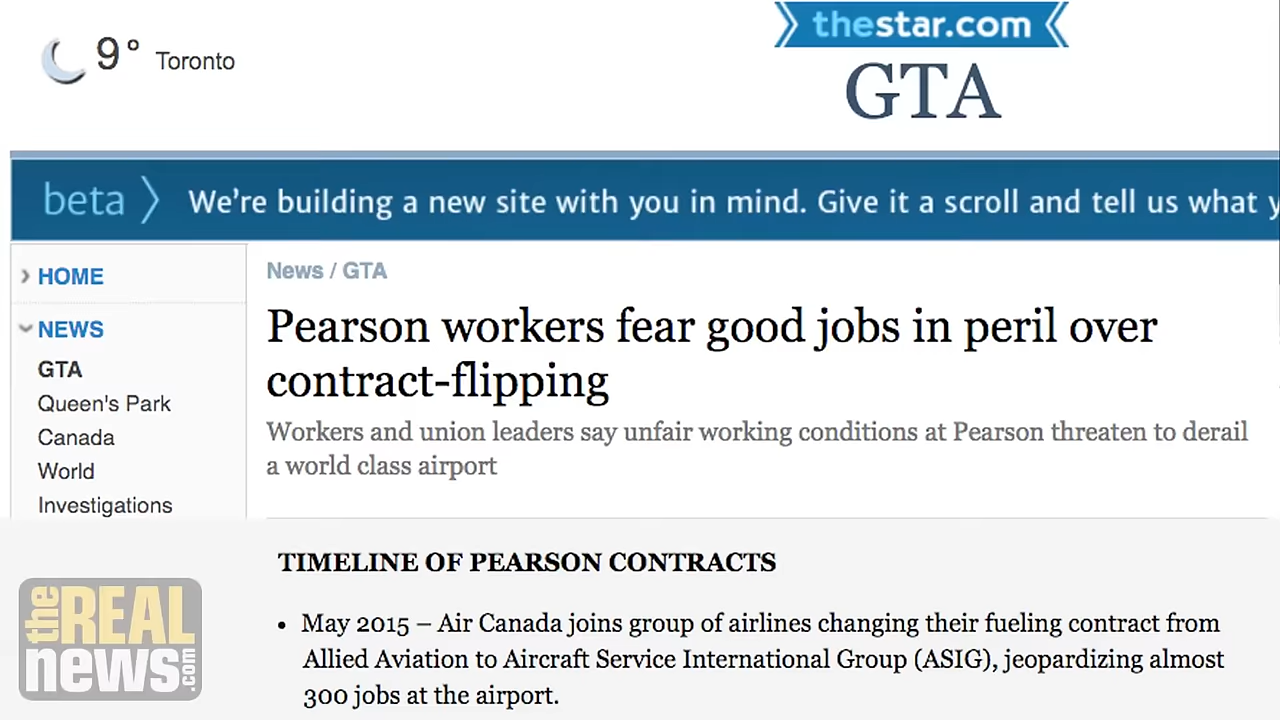 thestar.com
9° Toronto
GTA
beta We're building a new site with you in mind. Give it a scroll and tell us what
HOME
NEWS
GTA
Queen's Park
Canada
World
Investigations
News / GTA
Pearson workers fear good jobs in peril over
contract-flipping
Workers and union leaders say unfair working conditions at Pearson threaten to derail
a world class airport
TIMELINE OF PEARSON CONTRACTS
• May 2015 – Air Canada joins group of airlines changing their fueling contract from
Allied Aviation to Aircraft Service International Group (ASIG), jeopardizing almost
300 jobs at the airport.
the REAL
news.com